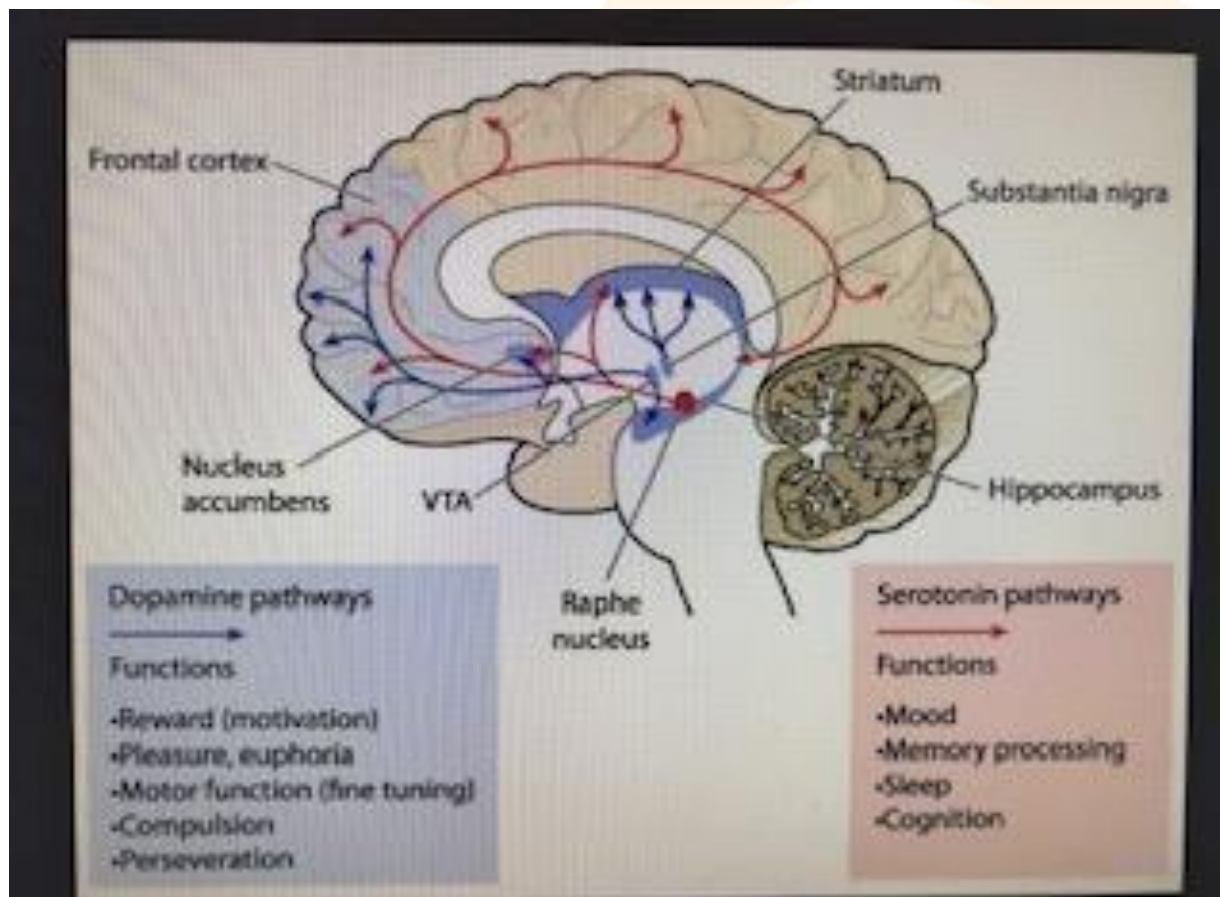 Striatum
Frontal cortex
Substantia nigra
Nucleus
accumbens
VTA
Hippocampus
Raphe
nucleus
Dopamine pathways
Functions
•Reward (motivation)
•Pleasure, euphoria
•Motor function (fine tuning)
•Compulsion
•Perseveration
Serotonin pathways
Functions
•Mood
•Memory processing
•Sleep
•Cognition